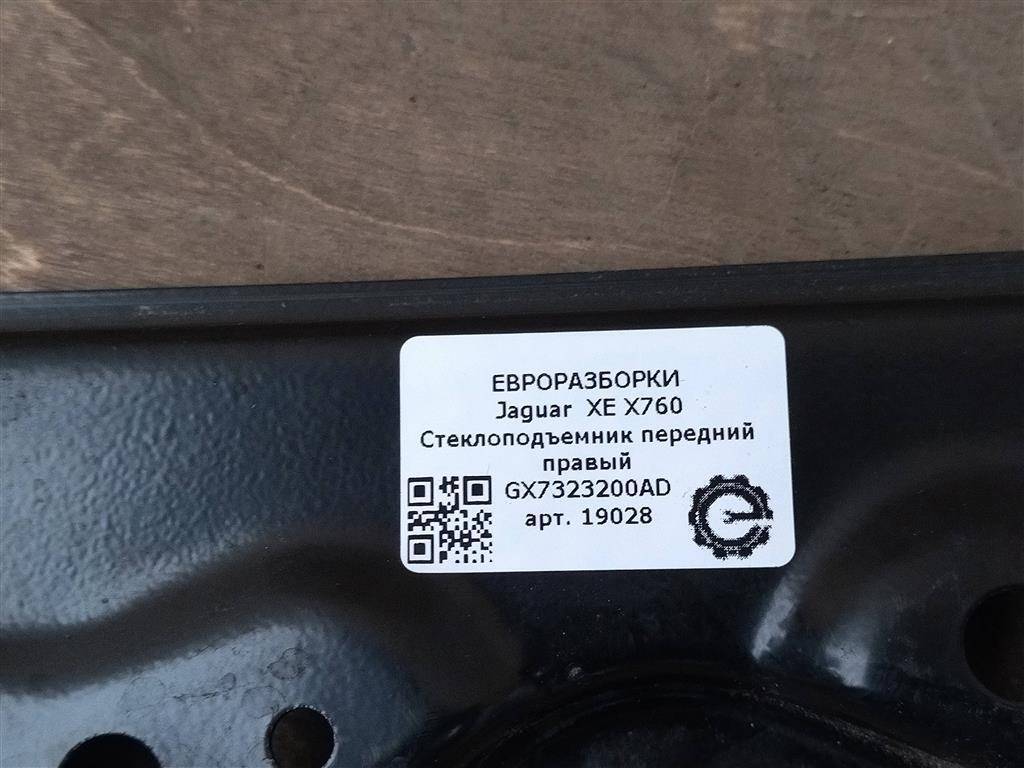 ЕВРОРАЗБОРКИ
Jaguar XE X760
Стеклоподъемник передний
правый
GX7323200AD
арт. 19028